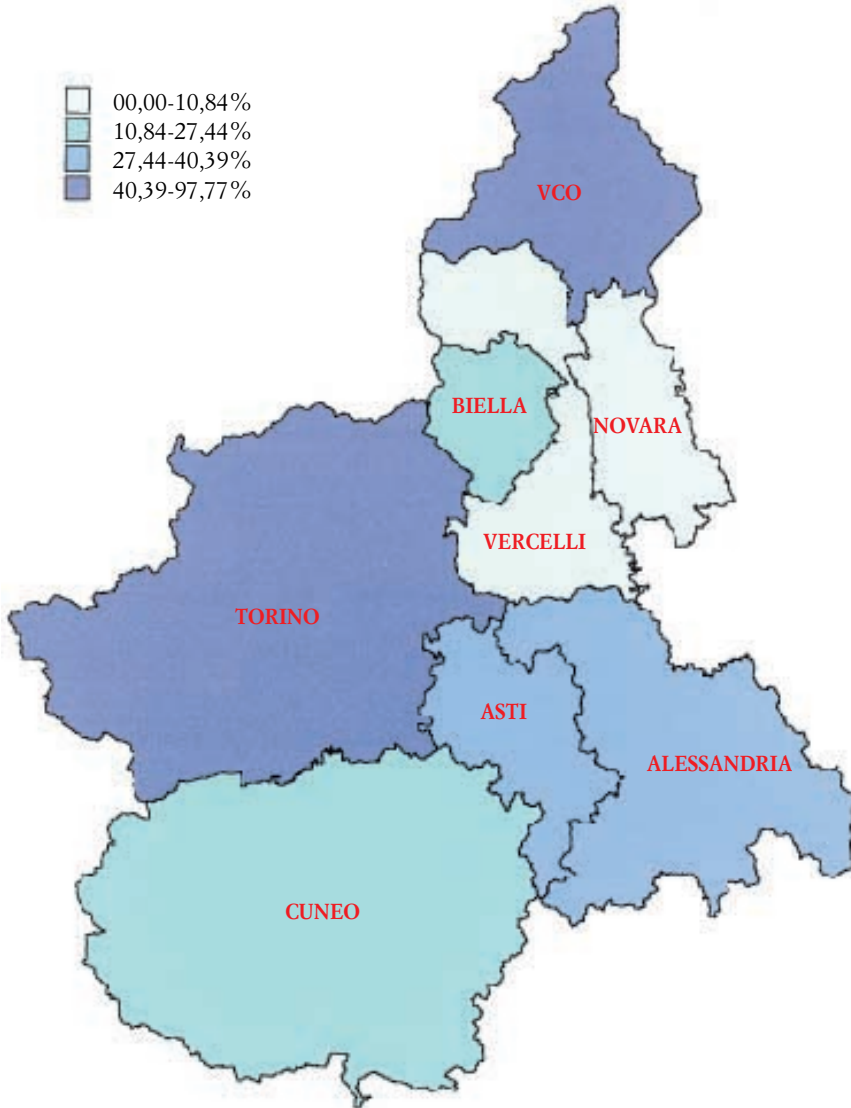 00,00-10,84%
10,84-27,44%
27,44-40,39%
40,39-97,77%
VCO
BIELLA
NOVARA
VERCELLI
TORINO
ASTI
ALESSANDRIA
CUNEO